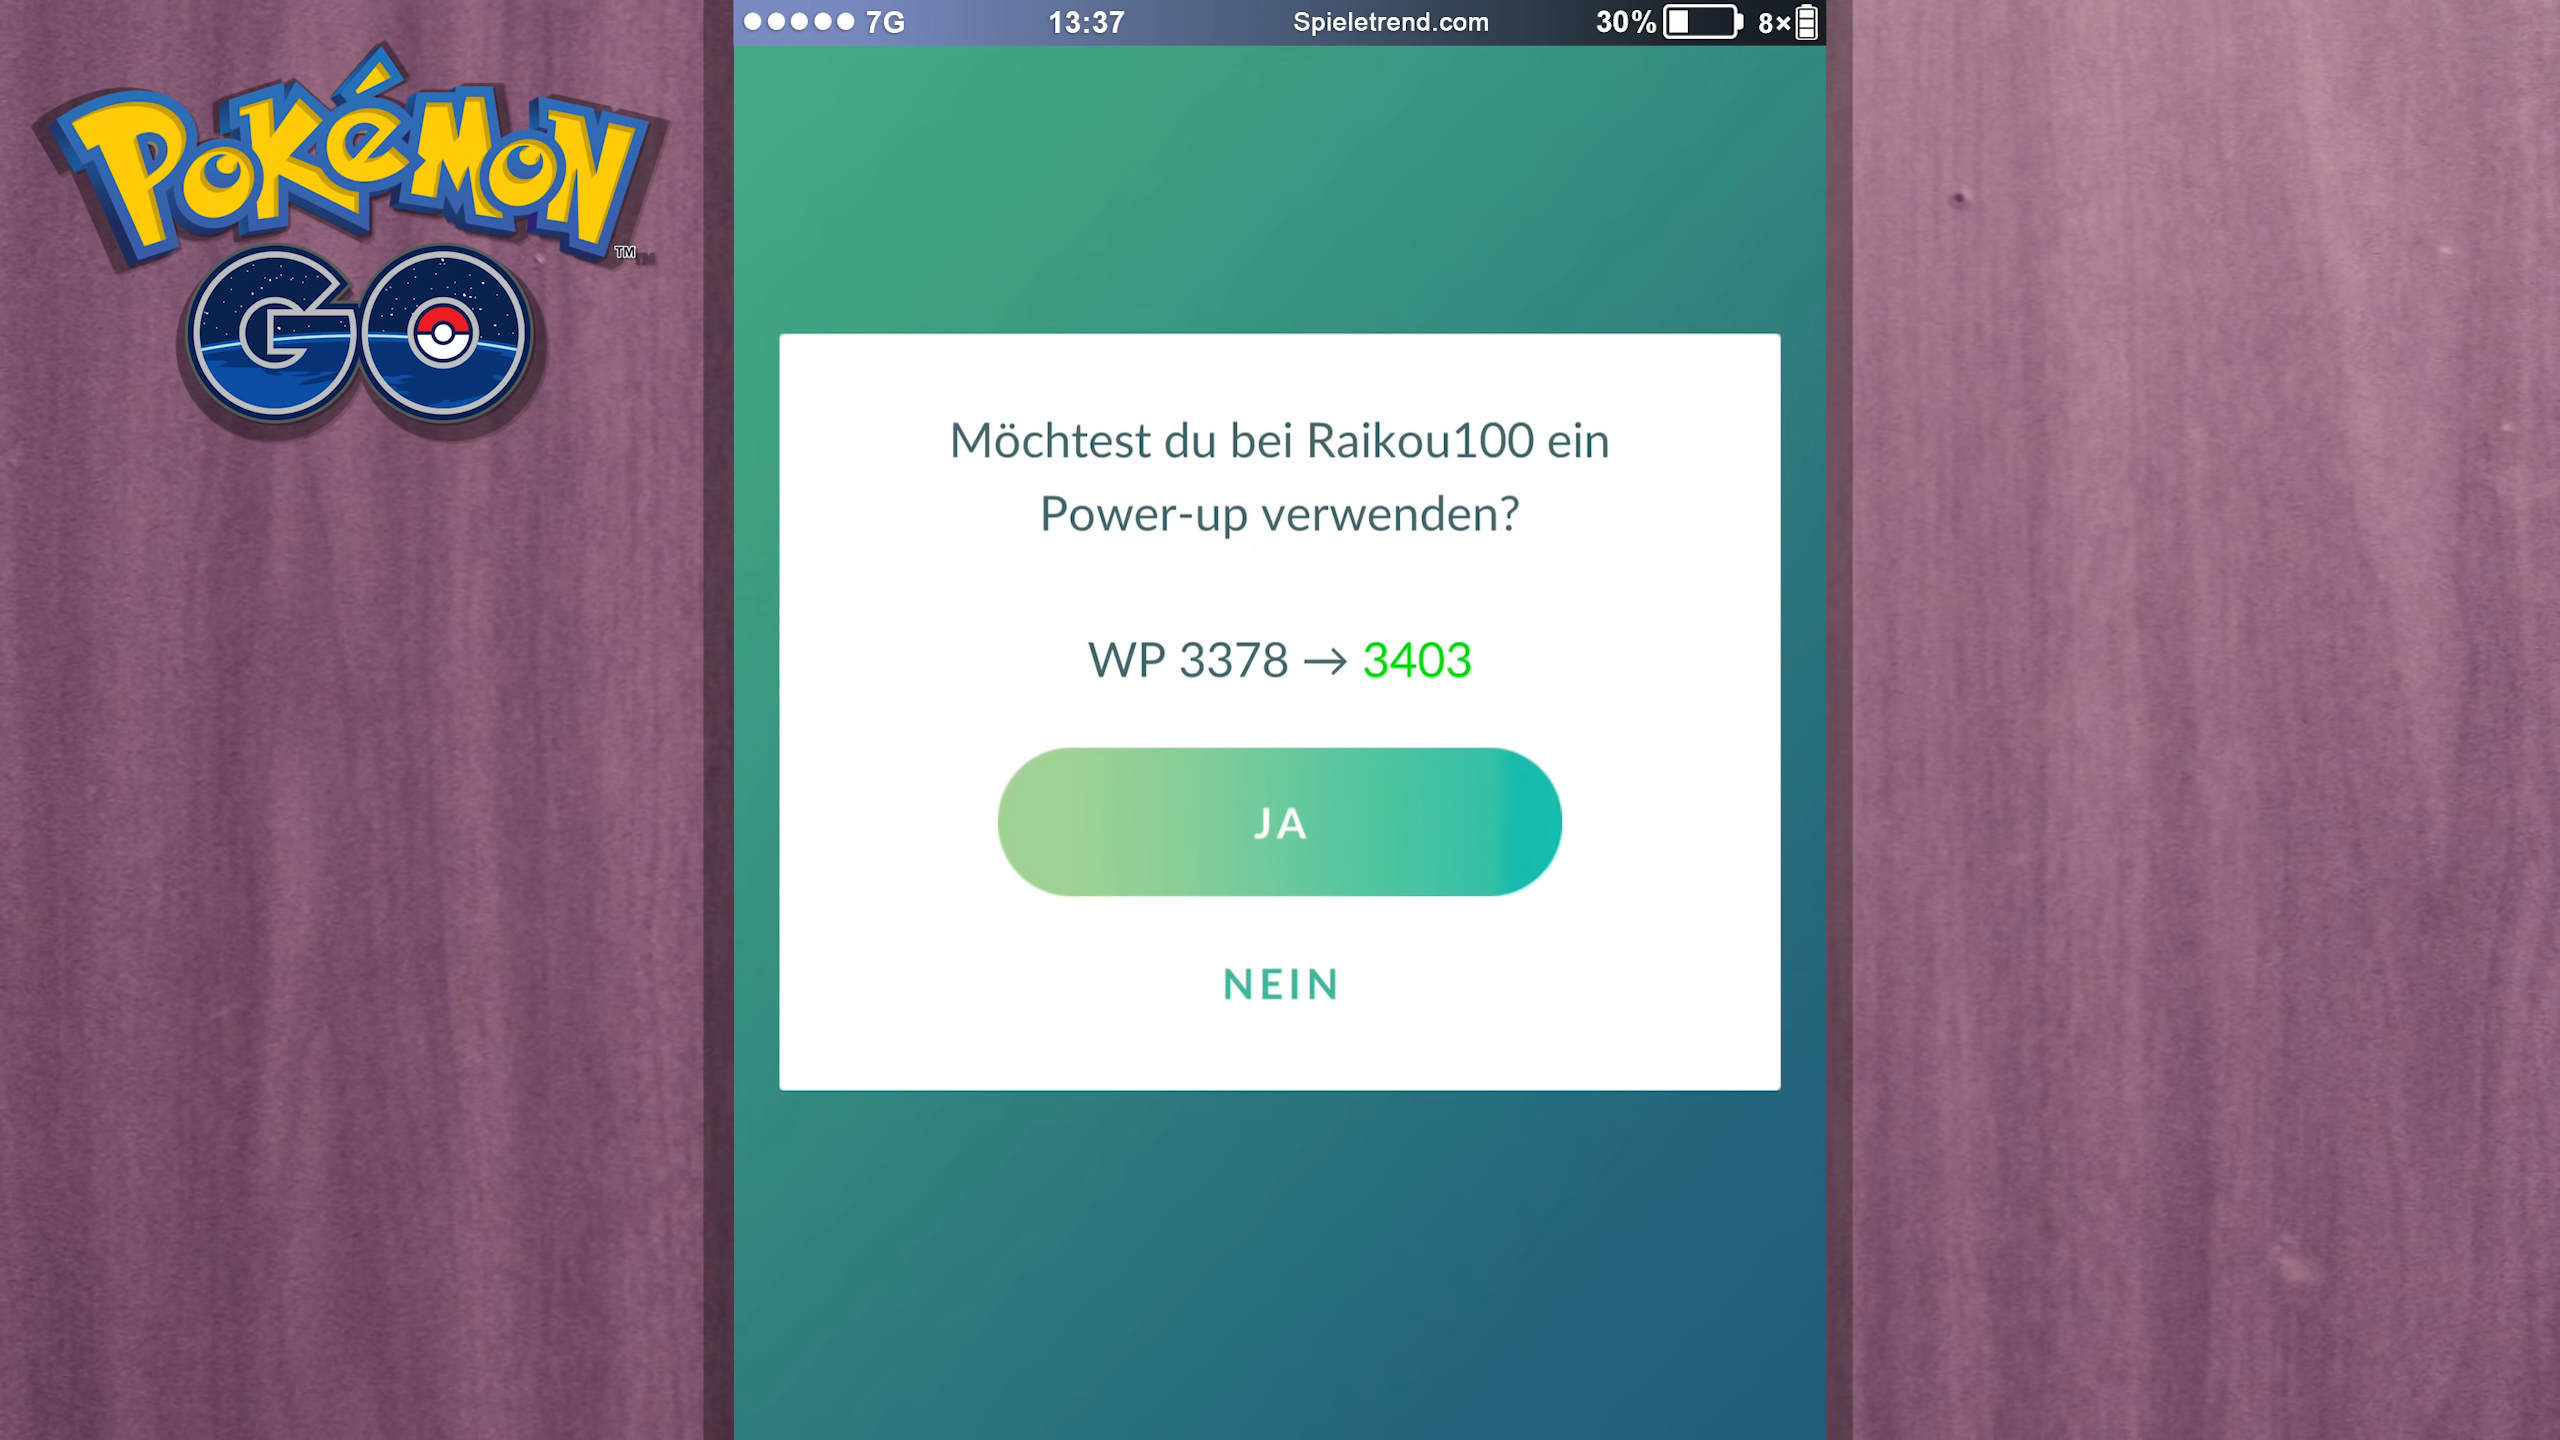 7G 13:37 Spieletrend.com 30% 8×
POKéMON
TM
GO
Möchtest du bei Raikou100 ein
Power-up verwenden?
WP 3378 → 3403
JA
NEIN